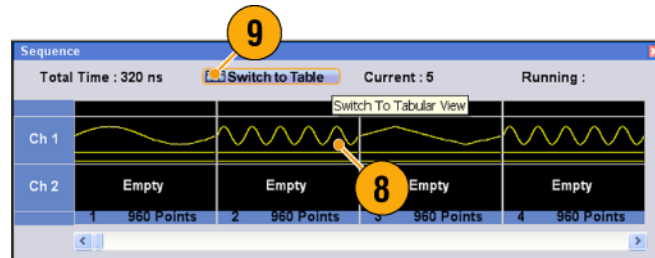 9
Sequence
Total Time : 320 ns Switch to Table Current : 5 Running :
Switch To Tabular View
Ch 1
8
Ch 2 Empty Empty Empty Empty
1 960 Points 2 960 Points 3 960 Points 4 960 Points